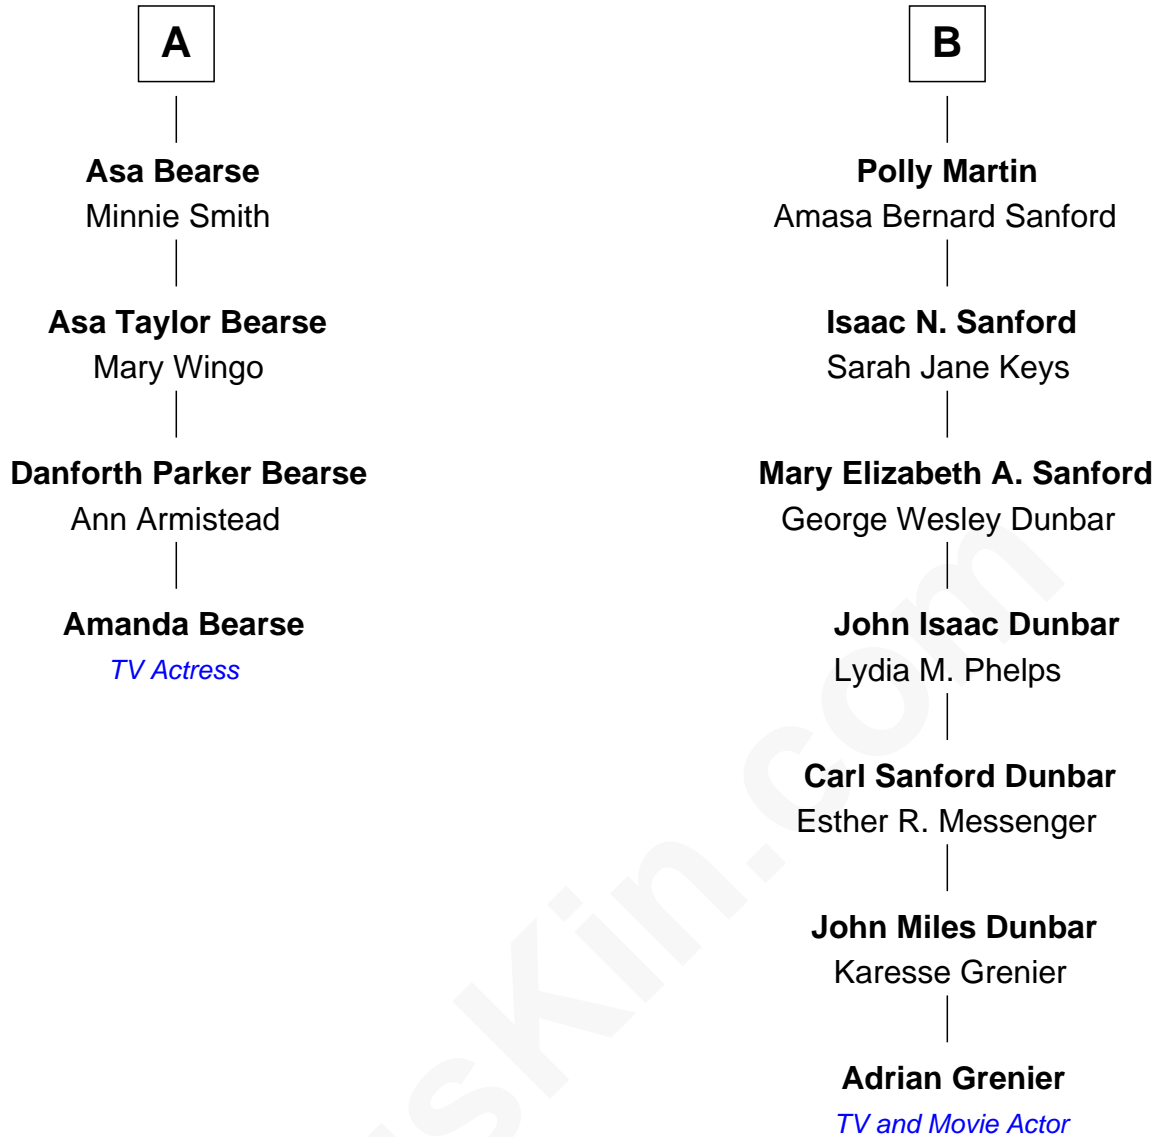 A
Asa Bearse
Minnie Smith
Asa Taylor Bearse
Mary Wingo
Danforth Parker Bearse
Ann Armistead
Amanda Bearse
TV Actress
B
Polly Martin
Amasa Bernard Sanford
Isaac N. Sanford
Sarah Jane Keys
Mary Elizabeth A. Sanford
George Wesley Dunbar
John Isaac Dunbar
Lydia M. Phelps
Carl Sanford Dunbar
Esther R. Messenger
John Miles Dunbar
Karesse Grenier
Adrian Grenier
TV and Movie Actor
sKin.com